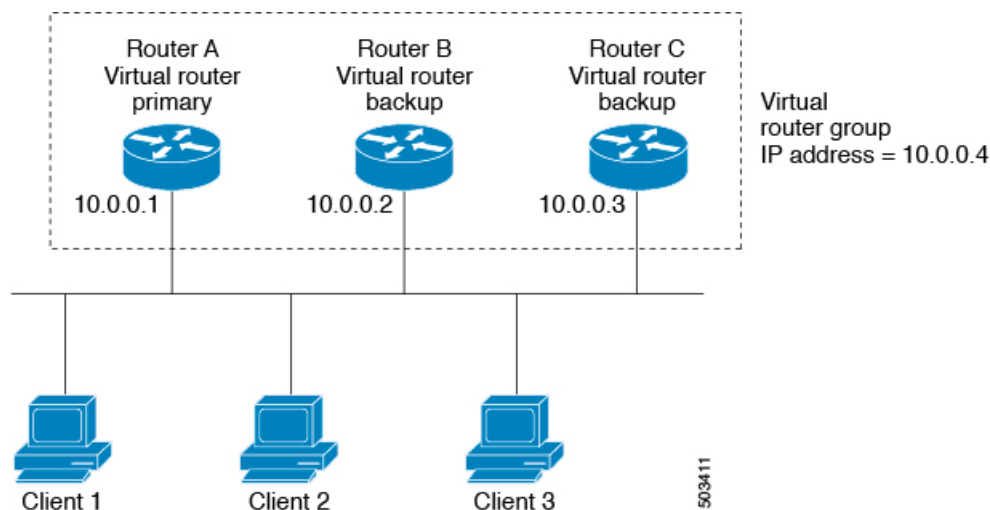 Router A
Virtual router
primary
Router B
Virtual router
backup
Router C
Virtual router
backup
Virtual
router group
IP address = 10.0.0.4
10.0.0.1
10.0.0.2
10.0.0.3
Client 1
Client 2
Client 3
503411